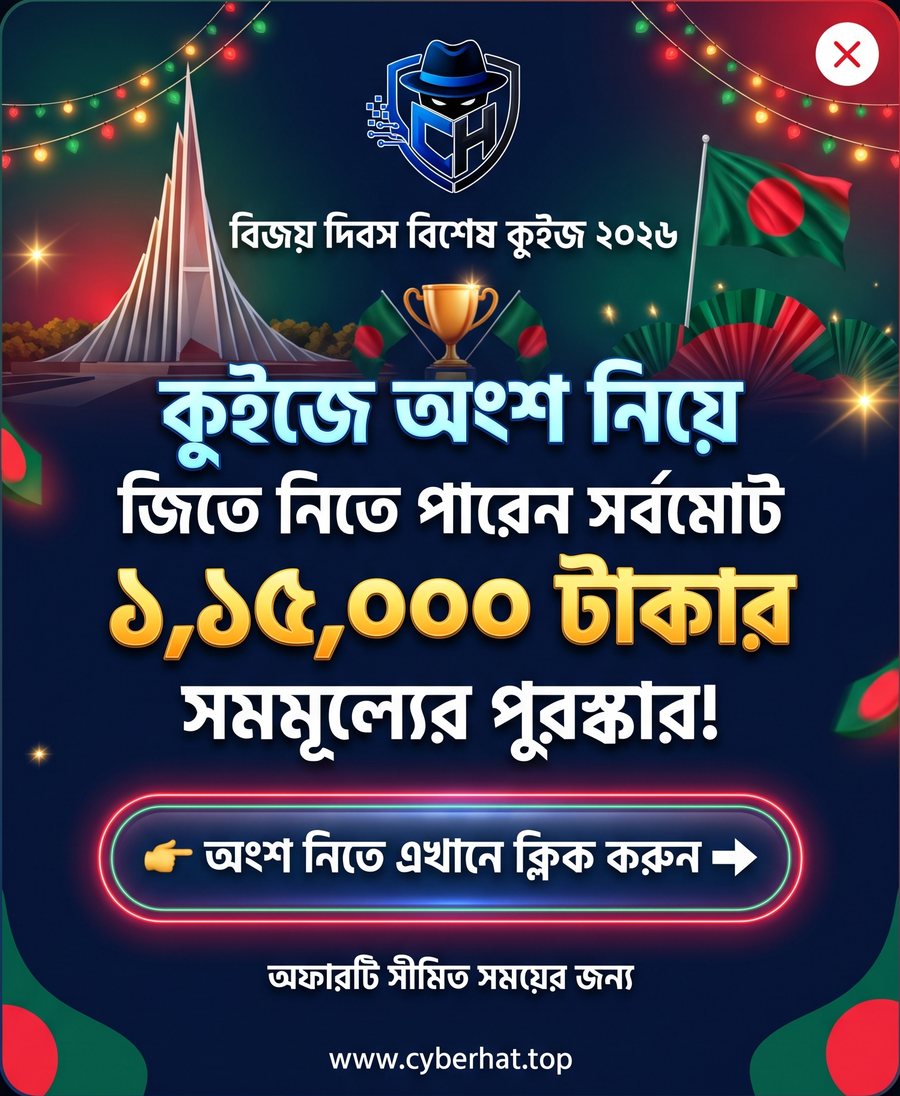 CH
বিজয় দিবস বিশেষ কুইজ ২০২৬
কুইজে অংশ নিয়ে
জিতে নিতে পারেন সর্বমোট
১,১৫,০০০ টাকার
সমমূল্যের পুরস্কার!
👉 অংশ নিতে এখানে ক্লিক করুন ➡
অফারটি সীমিত সময়ের জন্য
www.cyberhat.top